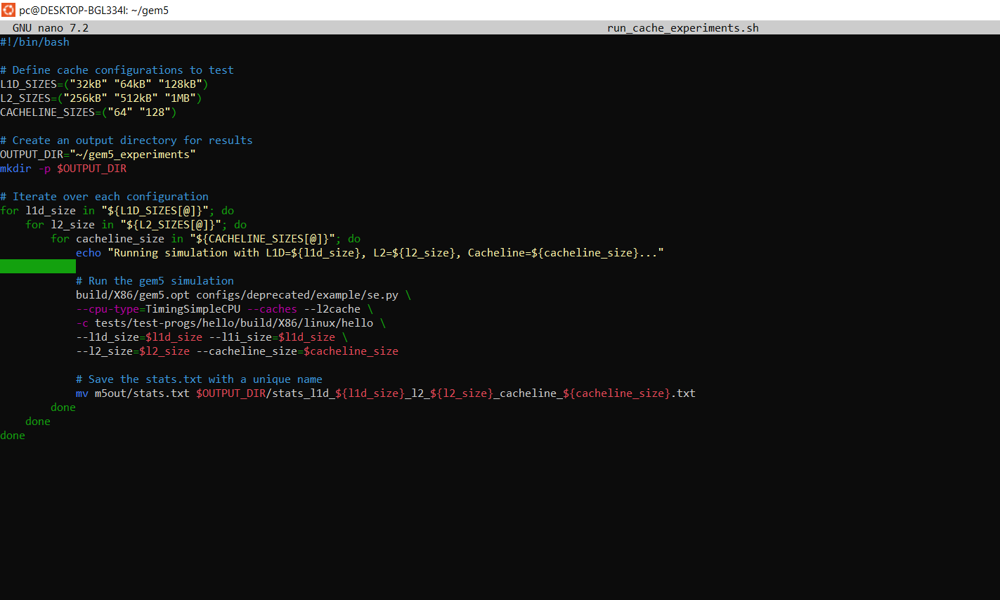 pc@DESKTOP-BGL334I: ~/gem5
GNU nano 7.2 run_cache_experiments.sh
#!/bin/bash
# Define cache configurations to test
L1D_SIZES=("32kB" "64kB" "128kB")
L2_SIZES=("256kB" "512kB" "1MB")
CACHELINE_SIZES=("64" "128")
# Create an output directory for results
OUTPUT_DIR="~/gem5_experiments"
mkdir -p $OUTPUT_DIR
# Iterate over each configuration
for l1d_size in "${L1D_SIZES[@]}"; do
for l2_size in "${L2_SIZES[@]}"; do
for cacheline_size in "${CACHELINE_SIZES[@]}"; do
echo "Running simulation with L1D=${l1d_size}, L2=${l2_size}, Cacheline=${cacheline_size}..."
# Run the gem5 simulation
build/X86/gem5.opt configs/deprecated/example/se.py \
--cpu-type=TimingSimpleCPU --caches --l2cache \
-c tests/test-progs/hello/build/X86/linux/hello \
--l1d_size=$l1d_size --l1i_size=$l1d_size \
--l2_size=$l2_size --cacheline_size=$cacheline_size
# Save the stats.txt with a unique name
mv m5out/stats.txt $OUTPUT_DIR/stats_l1d_${l1d_size}_l2_${l2_size}_cacheline_${cacheline_size}.txt
done
done
done